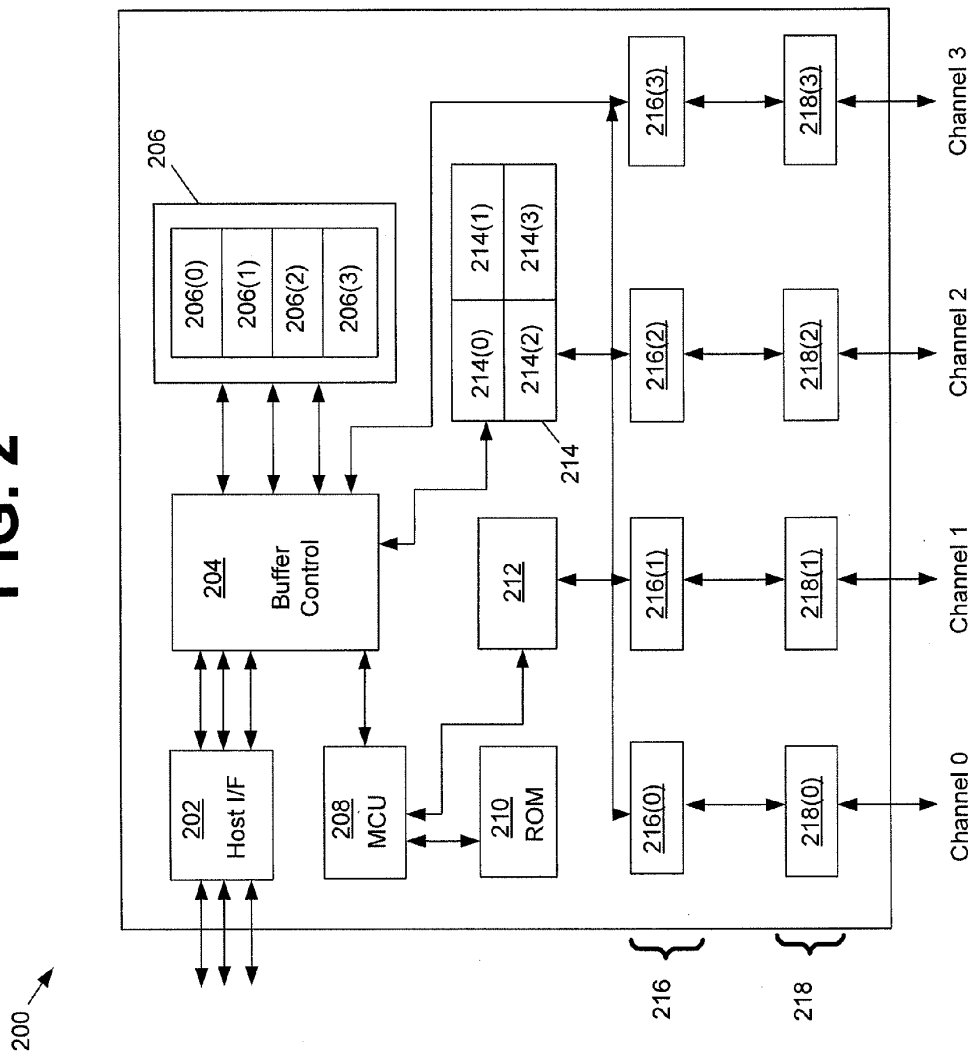 FIG. 2
200
206
206(0)
206(1)
206(2)
206(3)
202
Host I/F
204
Buffer
Control
208
MCU
210
ROM
212
214(0)
214(1)
214(2)
214(3)
214
216
216(0)
216(1)
216(2)
216(3)
218
218(0)
218(1)
218(2)
218(3)
Channel 0
Channel 1
Channel 2
Channel 3